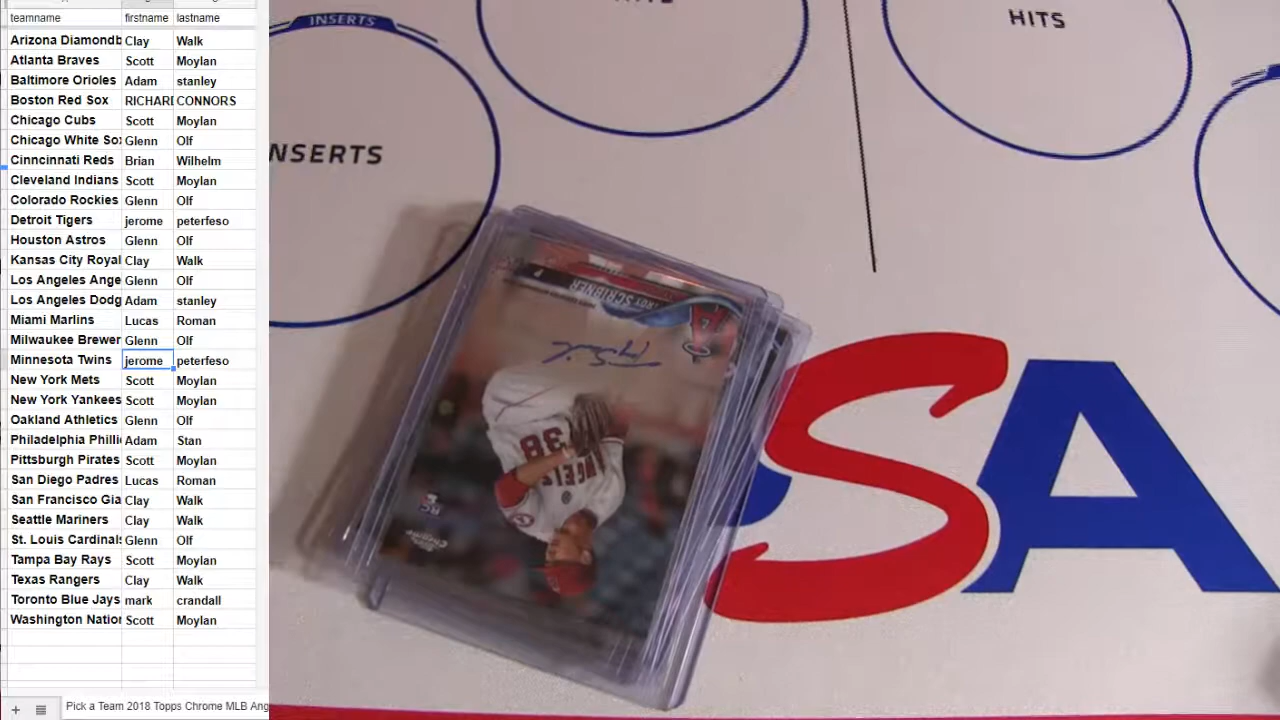 teamname firstname lastname
Arizona Diamondb Clay Walk
Atlanta Braves Scott Moylan
Baltimore Orioles Adam stanley
Boston Red Sox RICHARD CONNORS
Chicago Cubs Scott Moylan
Chicago White Sox Glenn Olf
Cinncinnati Reds Brian Wilhelm
Cleveland Indians Scott Moylan
Colorado Rockies Glenn Olf
Detroit Tigers jerome peterfeso
Houston Astros Glenn Olf
Kansas City Royal Clay Walk
Los Angeles Ange Glenn Olf
Los Angeles Dodg Adam stanley
Miami Marlins Lucas Roman
Milwaukee Brewer Glenn Olf
Minnesota Twins jerome peterfeso
New York Mets Scott Moylan
New York Yankees Scott Moylan
Oakland Athletics Glenn Olf
Philadelphia Philli Adam Stan
Pittsburgh Pirates Scott Moylan
San Diego Padres Lucas Roman
San Francisco Gia Clay Walk
Seattle Mariners Clay Walk
St. Louis Cardinals Glenn Olf
Tampa Bay Rays Scott Moylan
Texas Rangers Clay Walk
Toronto Blue Jays mark crandall
Washington Nation Scott Moylan
Pick a Team 2018 Topps Chrome MLB Ang
INSERTS
INSERTS
HITS
SCRIBNER
38
ANGELS
SA